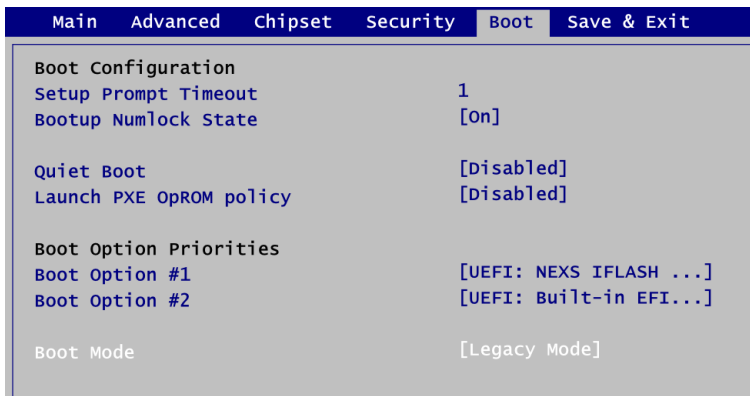 Main Advanced Chipset Security Boot Save & Exit
Boot Configuration
Setup Prompt Timeout 1
Bootup Numlock State [On]
Quiet Boot [Disabled]
Launch PXE OpROM policy [Disabled]
Boot Option Priorities
Boot Option #1 [UEFI: NEXS IFLASH ...]
Boot Option #2 [UEFI: Built-in EFI...]
Boot Mode [Legacy Mode]